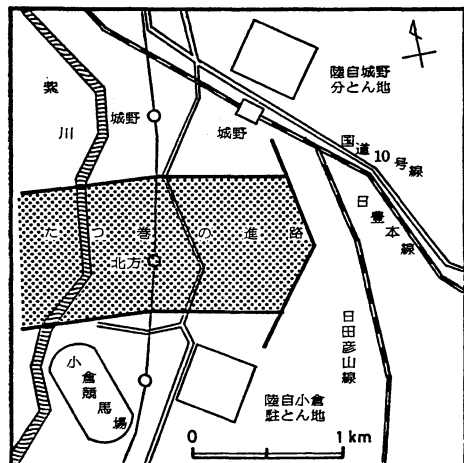 紫川
城野
城野
陸自城野
分とん地
国道10号線
日豊本線
たつ巻の進路
北方
日田彦山線
小倉競馬場
陸自小倉
駐とん地
0 1km